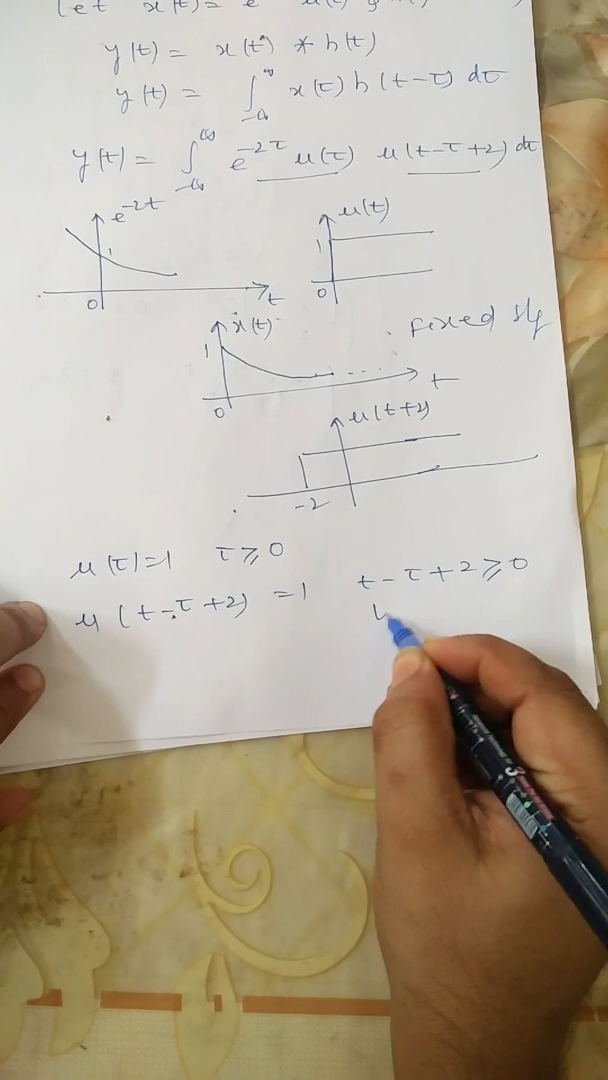 let x(t) = e
y(t) = x(t) * h(t)
y(t) = ∫_{-∞}^{∞} x(τ) h(t-τ) dτ
y(t) = ∫_{-∞}^{∞} e^{-2τ} u(τ) u(t-τ+2) dτ
e^{-2t} u(t)
1 1
0 t 0
x(t) fixed
1
0 t
u(t+2)
-2
u(τ)=1 τ≥0
u(t-τ+2) =1 t-τ+2≥0